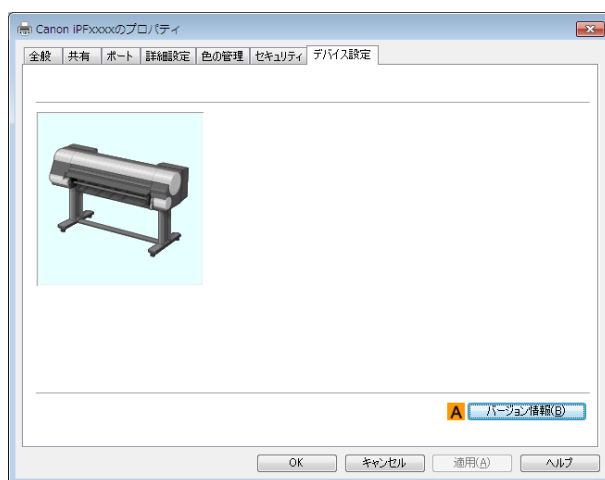 Canon iPFxxxxのプロパティ
全般 共有 ポート 詳細設定 色の管理 セキュリティ デバイス設定
A バージョン情報(B)
OK キャンセル 適用(A) ヘルプ